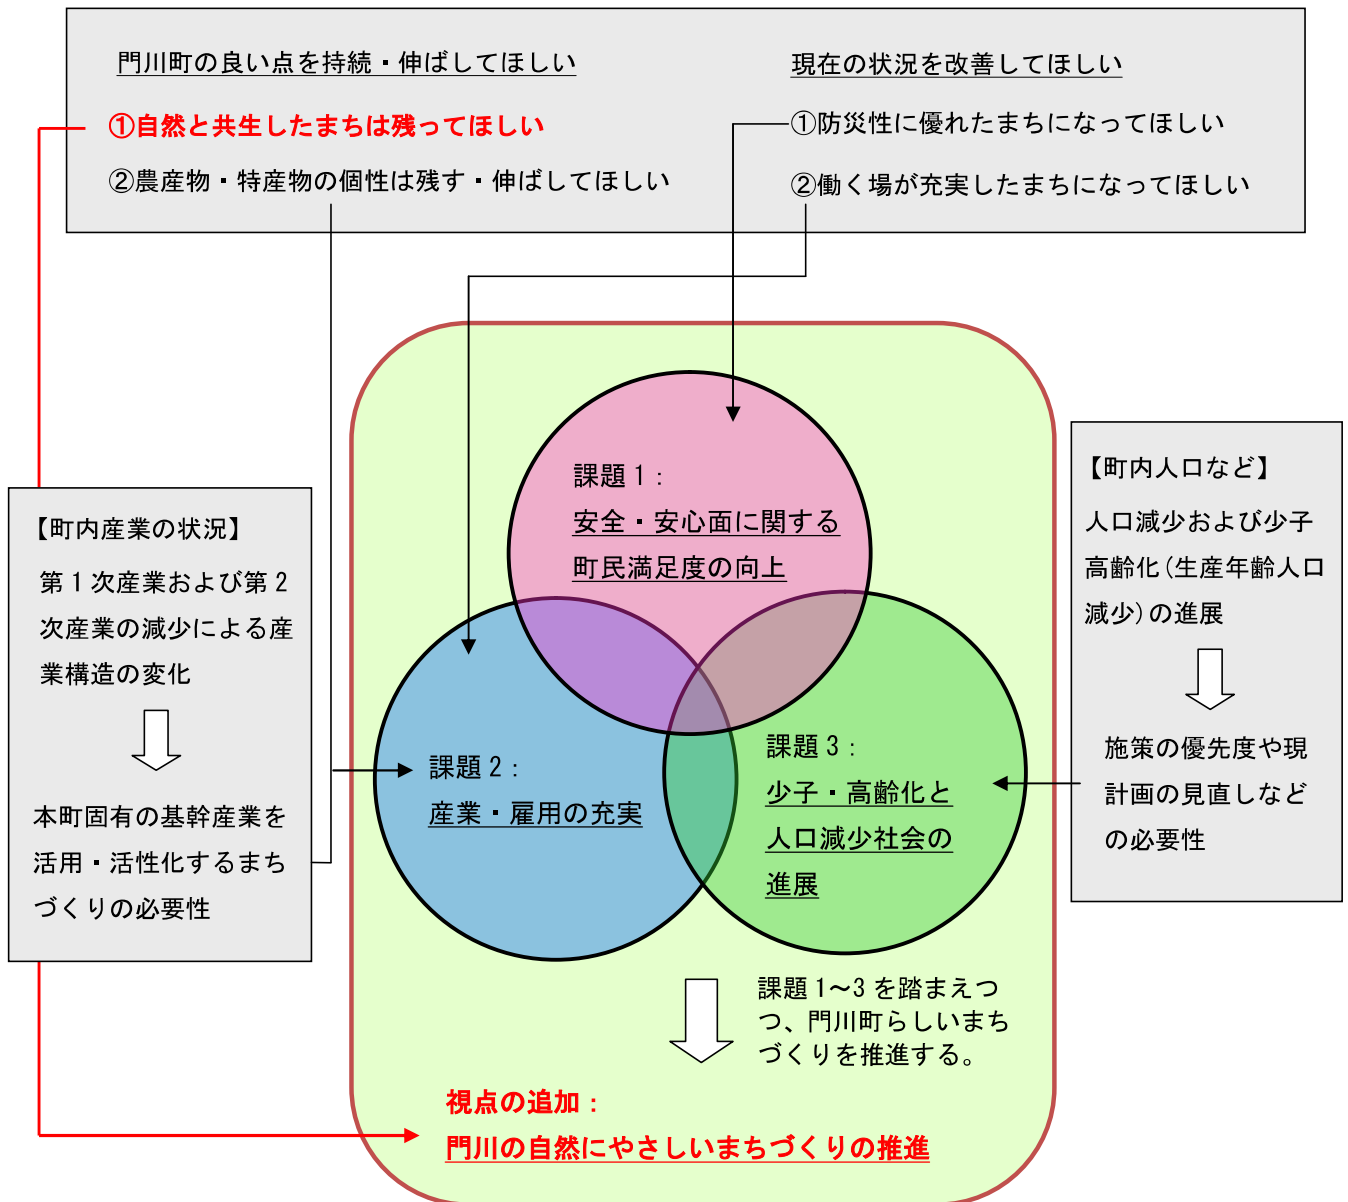 門川町の良い点を持続・伸ばしてほしい
①自然と共生したまちは残ってほしい
②農産物・特産物の個性は残す・伸ばしてほしい
現在の状況を改善してほしい
①防災性に優れたまちになってほしい
②働く場が充実したまちになってほしい
【町内産業の状況】
第1次産業および第2
次産業の減少による産
業構造の変化
本町固有の基幹産業を
活用・活性化するまち
づくりの必要性
課題1：
安全・安心面に関する
町民満足度の向上
課題2：
産業・雇用の充実
課題3：
少子・高齢化と
人口減少社会の
進展
【町内人口など】
人口減少および少子
高齢化(生産年齢人口
減少)の進展
施策の優先度や現
計画の見直しなど
の必要性
課題1～3を踏まえつ
つ、門川町らしいまち
づくりを推進する。
視点の追加：
門川の自然にやさしいまちづくりの推進